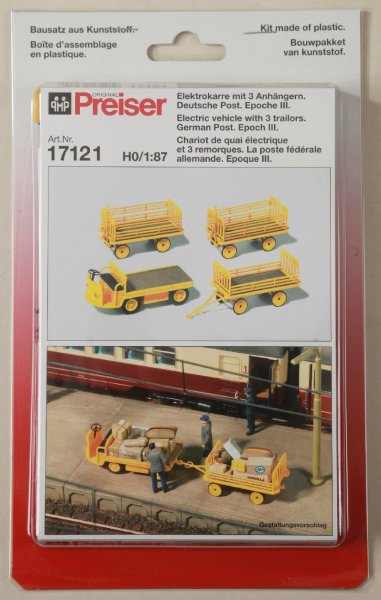 Bausatz aus Kunststoff.
Boîte d'assemblage
en plastique.
Kit made of plastic.
Bouwpakket
van kunststof.
ORIGINAL
PMP Preiser
Art.Nr.
17121 H0/1:87
Elektrokarre mit 3 Anhängern.
Deutsche Post. Epoche III.
Electric vehicle with 3 trailors.
German Post. Epoch III.
Chariot de quai électrique
et 3 remorques. La poste fédérale
allemande. Epoque III.
Gestaltungsvorschlag